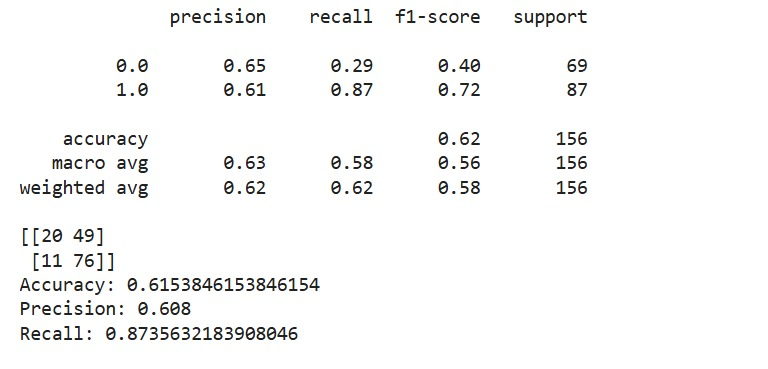 precision recall f1-score support
0.0 0.65 0.29 0.40 69
1.0 0.61 0.87 0.72 87
accuracy 0.62 156
macro avg 0.63 0.58 0.56 156
weighted avg 0.62 0.62 0.58 156
[[20 49]
[11 76]]
Accuracy: 0.6153846153846154
Precision: 0.608
Recall: 0.8735632183908046